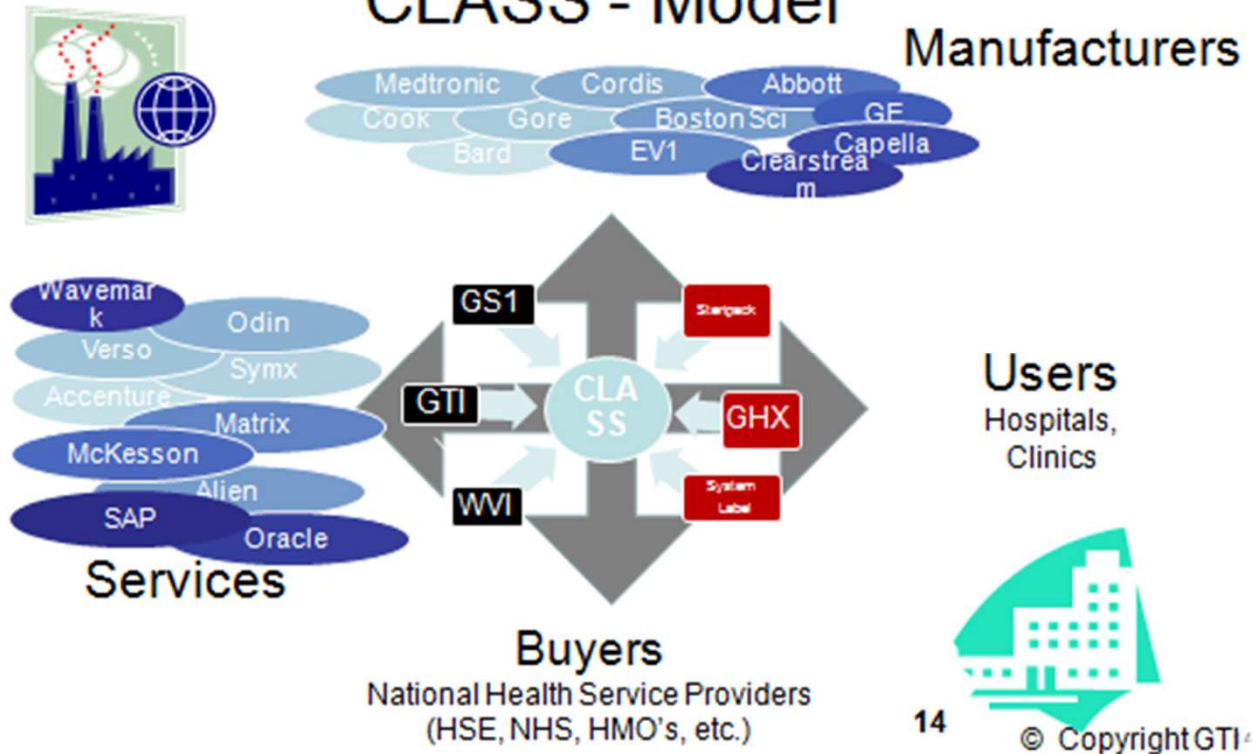 CLASS - Model
Manufacturers
Medtronic
Cordis
Abbott
Cook
Gore
Boston Sci
GE
Bard
EV1
Capella
Clearstrea
m
Wavemar
k
Odin
Verso
Symx
Accenture
Matrix
McKesson
Alien
SAP
Oracle
Services
GS1
GTI
WVI
CLA
SS
GHX
System
Label
Users
Hospitals,
Clinics
Buyers
National Health Service Providers
(HSE, NHS, HMO's, etc.)
14
© Copyright GTI